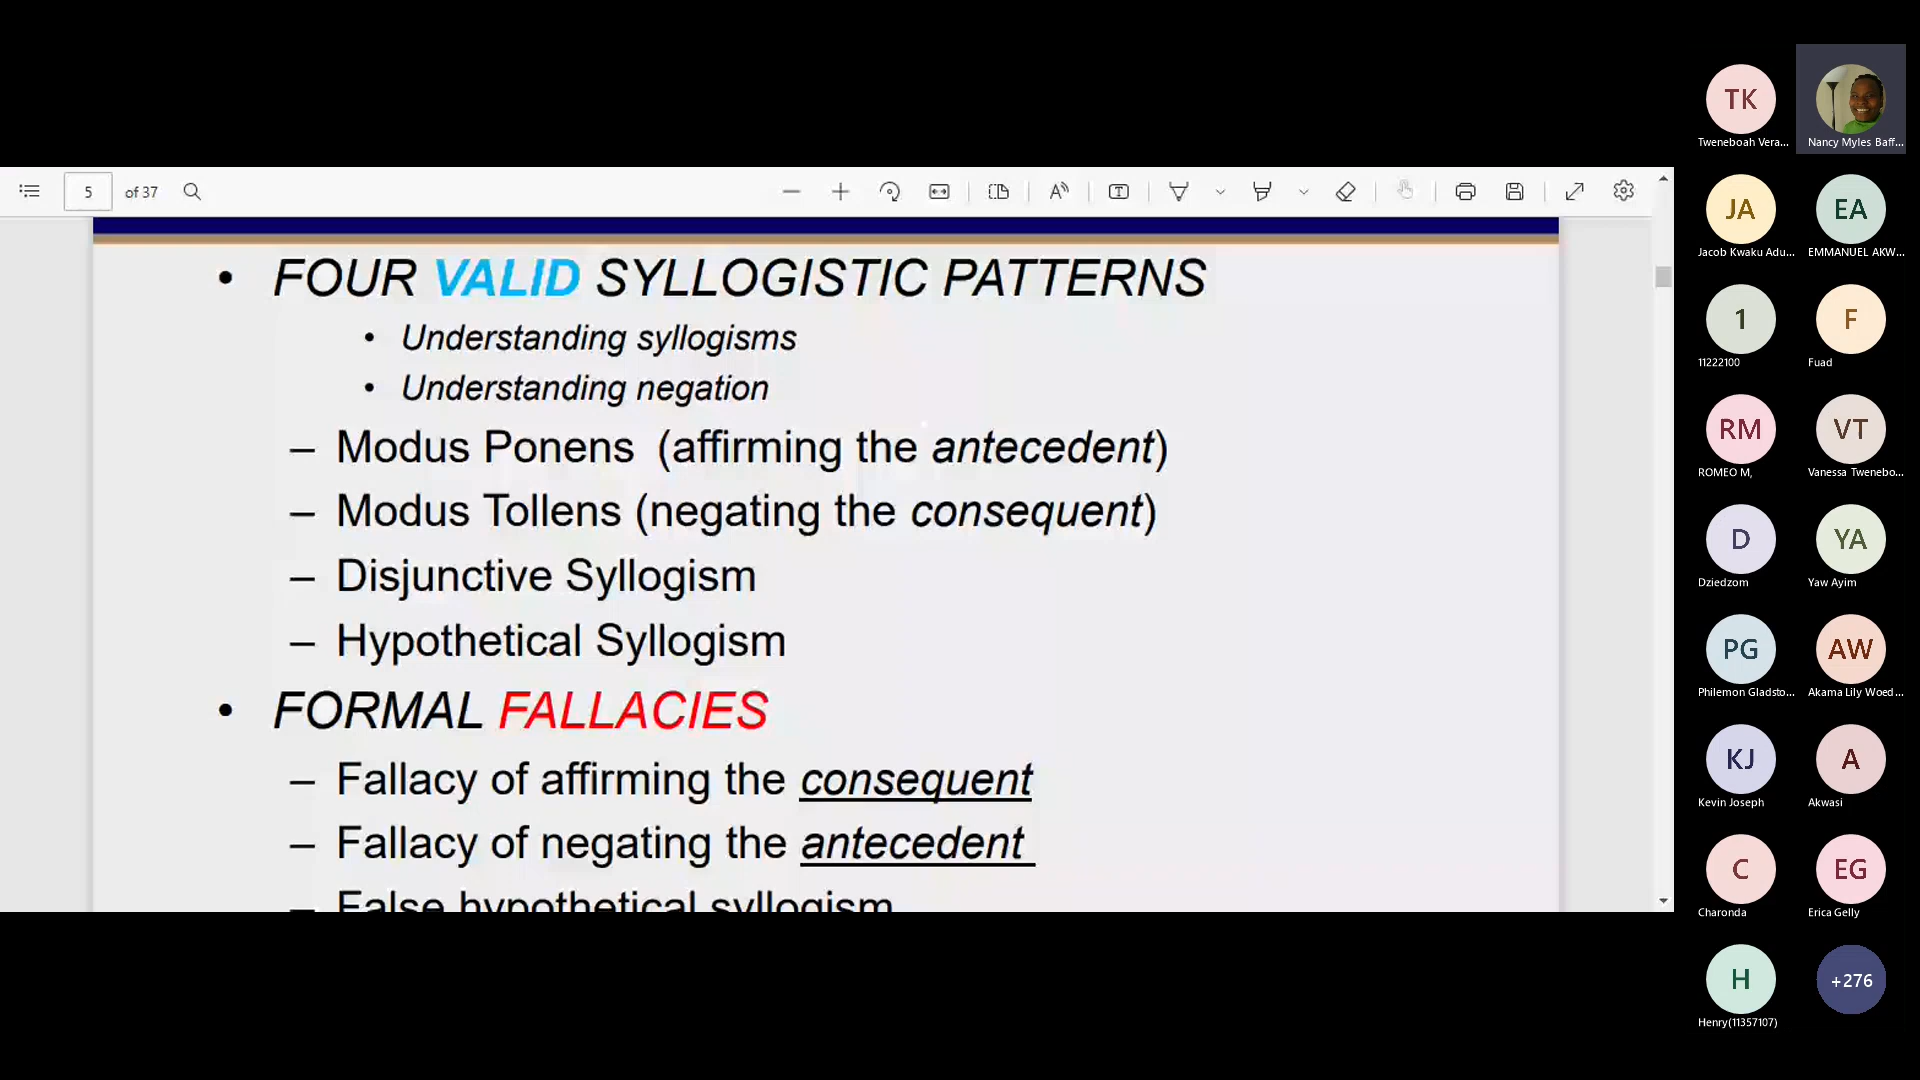 5 of 37
• FOUR VALID SYLLOGISTIC PATTERNS
• Understanding syllogisms
• Understanding negation
– Modus Ponens (affirming the antecedent)
– Modus Tollens (negating the consequent)
– Disjunctive Syllogism
– Hypothetical Syllogism
• FORMAL FALLACIES
– Fallacy of affirming the consequent
– Fallacy of negating the antecedent
– False hypothetical syllogism
TK
Tweneboah Vera...
Nancy Myles Baff...
JA
Jacob Kwaku Adu...
EA
EMMANUEL AKW...
1
11222100
F
Fuad
RM
ROMEO M,
VT
Vanessa Twenebo...
D
Dziedzom
YA
Yaw Ayim
PG
Philemon Gladsto...
AW
Akama Lily Woed...
KJ
Kevin Joseph
A
Akwasi
C
Charonda
EG
Erica Gelly
H
Henry(11357107)
+276